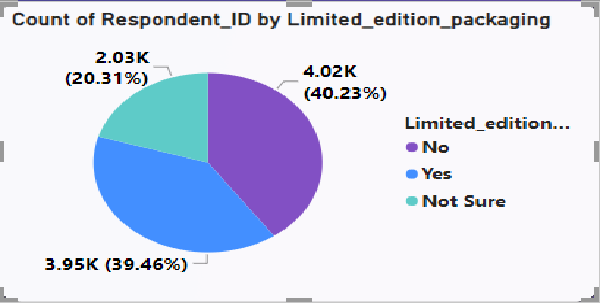 Count of Respondent_ID by Limited_edition_packaging
2.03K
(20.31%)
4.02K
(40.23%)
Limited_edition...
No
Yes
Not Sure
3.95K (39.46%)